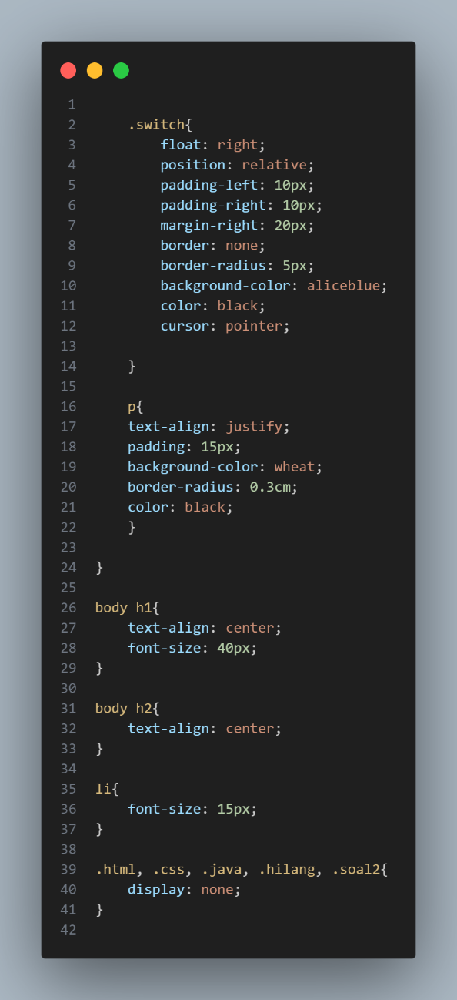 1
2     .switch{
3         float: right;
4         position: relative;
5         padding-left: 10px;
6         padding-right: 10px;
7         margin-right: 20px;
8         border: none;
9         border-radius: 5px;
10         background-color: aliceblue;
11         color: black;
12         cursor: pointer;
13
14     }
15
16     p{
17     text-align: justify;
18     padding: 15px;
19     background-color: wheat;
20     border-radius: 0.3cm;
21     color: black;
22     }
23
24 }
25
26 body h1{
27     text-align: center;
28     font-size: 40px;
29 }
30
31 body h2{
32     text-align: center;
33 }
34
35 li{
36     font-size: 15px;
37 }
38
39 .html, .css, .java, .hilang, .soal2{
40     display: none;
41 }
42